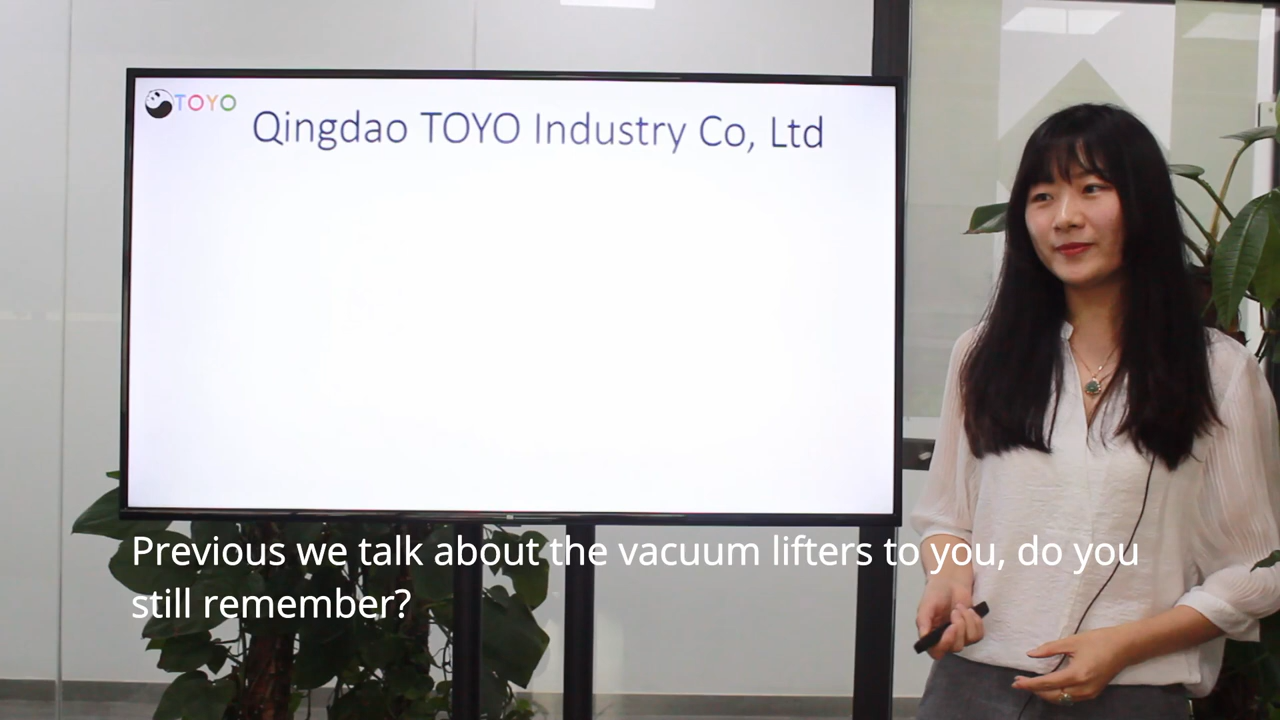 TOYO
Qingdao TOYO Industry Co, Ltd
Previous we talk about the vacuum lifters to you, do you
still remember?